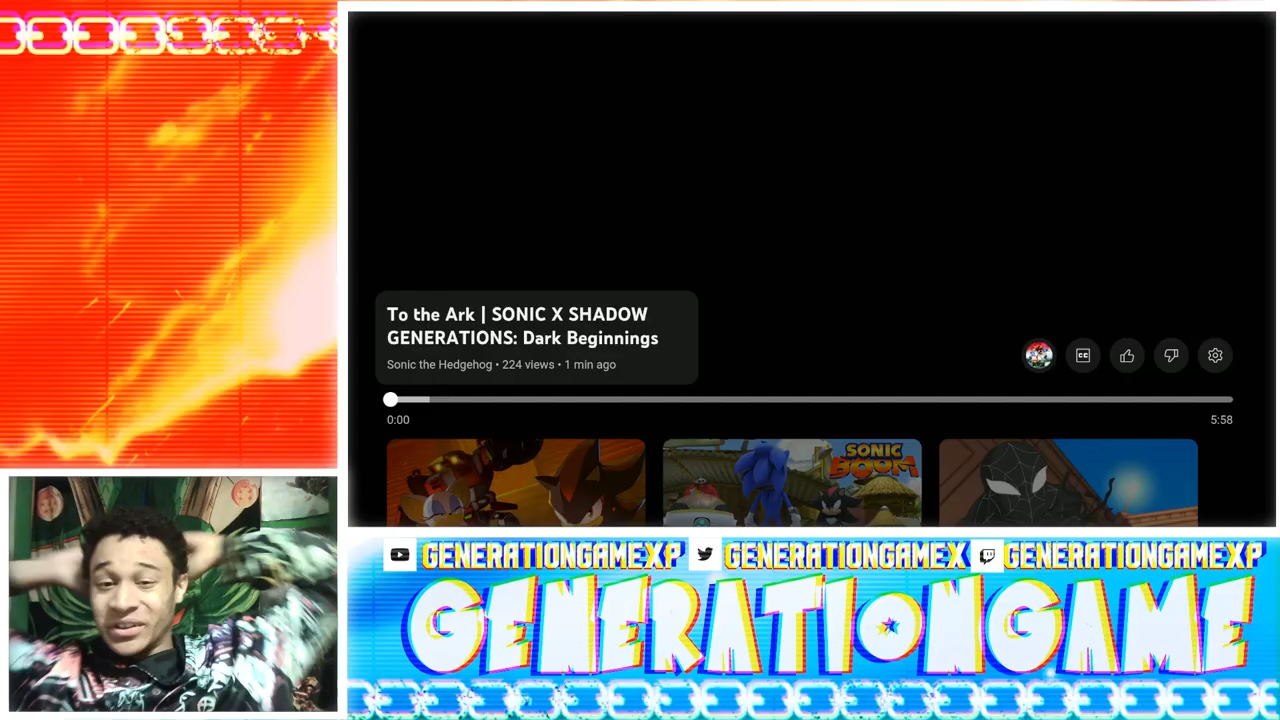 To the Ark | SONIC X SHADOW
GENERATIONS: Dark Beginnings
Sonic the Hedgehog • 224 views • 1 min ago
CC
0:00
5:58
SONIC
BOOM
GENERATIONGAMEXP
GENERATIONGAMEX
GENERATIONGAMEXP
GENERATIONGAME